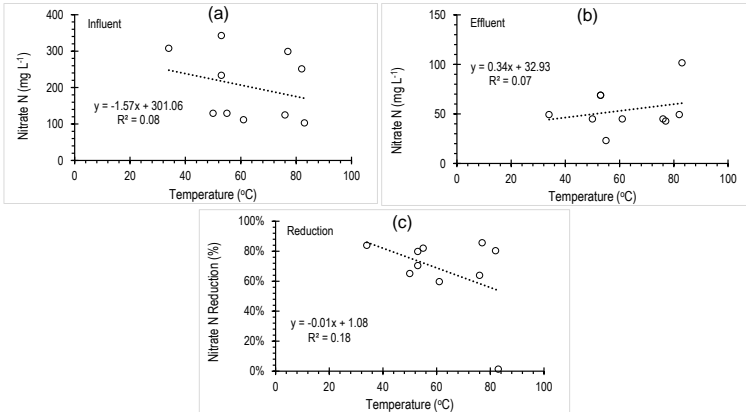 (a)
Influent
Nitrate N (mg L-1)
400
300
200
100
0
y = -1.57x + 301.06
R² = 0.08
0 20 40 60 80 100
Temperature (oC)
(b)
Effluent
Nitrate N (mg L-1)
150
100
50
0
y = 0.34x + 32.93
R² = 0.07
0 20 40 60 80 100
Temperature (oC)
(c)
Reduction
Nitrate N Reduction (%)
100%
80%
60%
40%
20%
0%
y = -0.01x + 1.08
R² = 0.18
0 20 40 60 80 100
Temperature (oC)